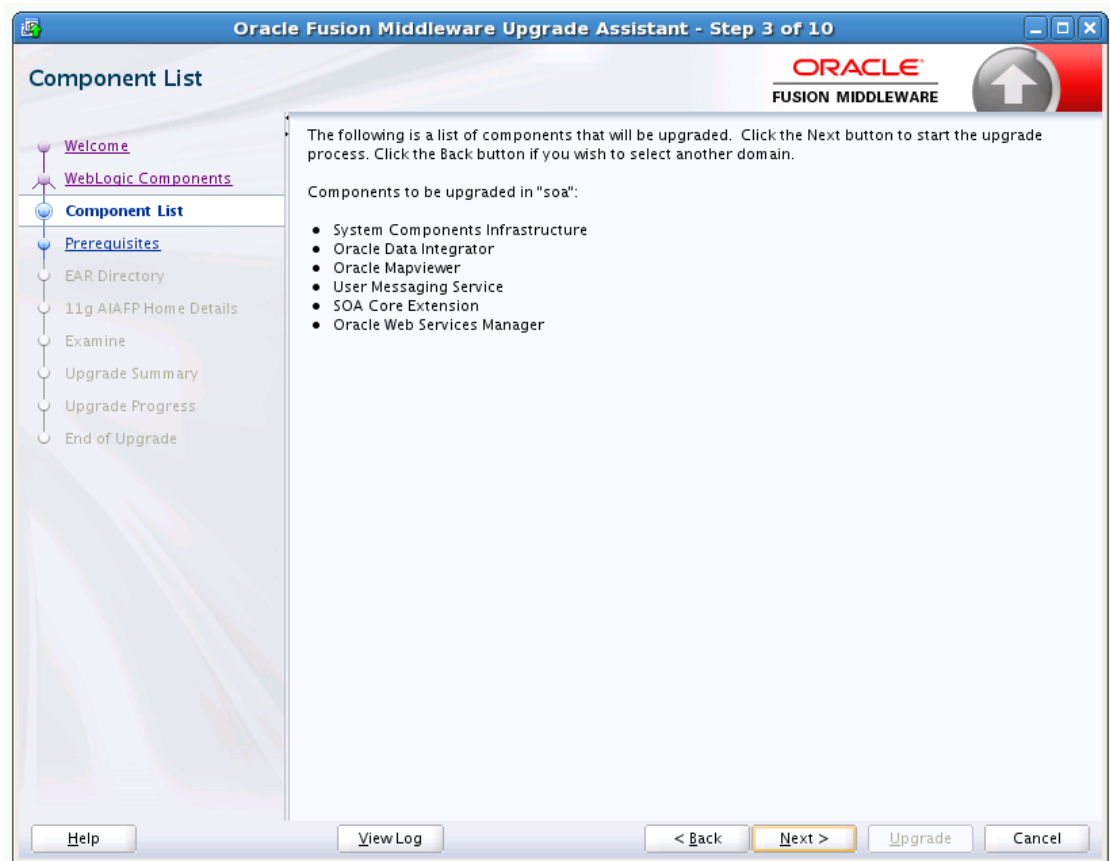 Oracle Fusion Middleware Upgrade Assistant - Step 3 of 10
Component List
ORACLE
FUSION MIDDLEWARE
Welcome
WebLogic Components
Component List
Prerequisites
EAR Directory
11g AIAFP Home Details
Examine
Upgrade Summary
Upgrade Progress
End of Upgrade
The following is a list of components that will be upgraded. Click the Next button to start the upgrade
process. Click the Back button if you wish to select another domain.
Components to be upgraded in "soa":
● System Components Infrastructure
● Oracle Data Integrator
● Oracle Mapviewer
● User Messaging Service
● SOA Core Extension
● Oracle Web Services Manager
Help
View Log
< Back
Next >
Upgrade
Cancel